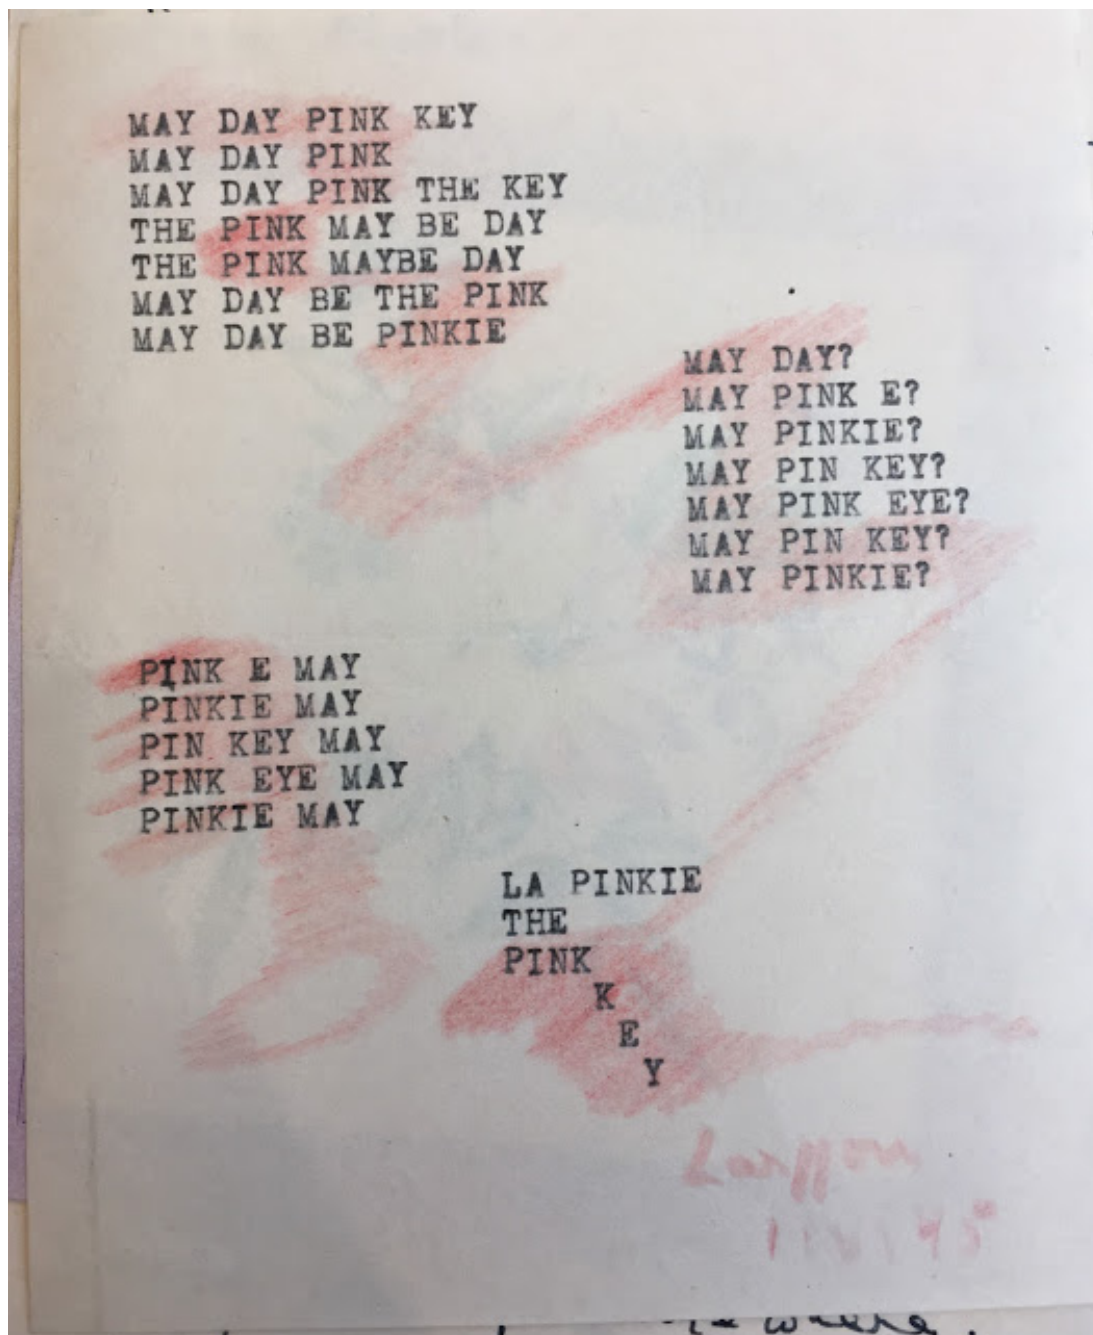 MAY DAY PINK KEY
MAY DAY PINK
MAY DAY PINK THE KEY
THE PINK MAY BE DAY
THE PINK MAYBE DAY
MAY DAY BE THE PINK
MAY DAY BE PINKIE
MAY DAY?
MAY PINK E?
MAY PINKIE?
MAY PIN KEY?
MAY PINK EYE?
MAY PIN KEY?
MAY PINKIE?
PINK E MAY
PINKIE MAY
PIN KEY MAY
PINK EYE MAY
PINKIE MAY
LA PINKIE
THE
PINK
K
E
Y